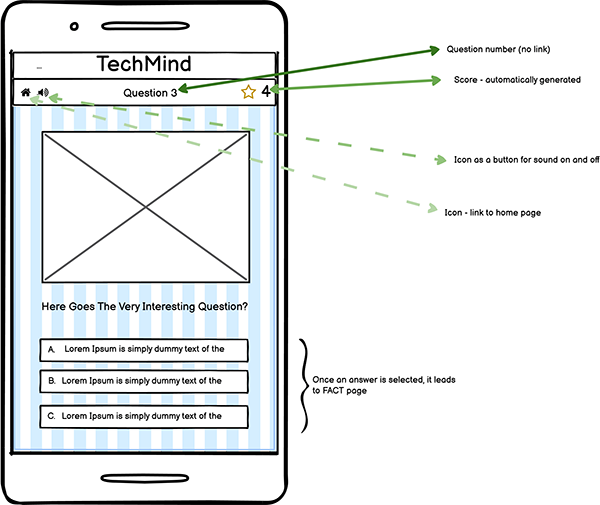 TechMind
Question 3
4
Here Goes The Very Interesting Question?
A. Lorem Ipsum is simply dummy text of the
B. Lorem Ipsum is simply dummy text of the
C. Lorem Ipsum is simply dummy text of the
Question number (no link)
Score - automatically generated
Icon as a button for sound on and off
Icon - link to home page
Once an answer is selected, it leads
to FACT page